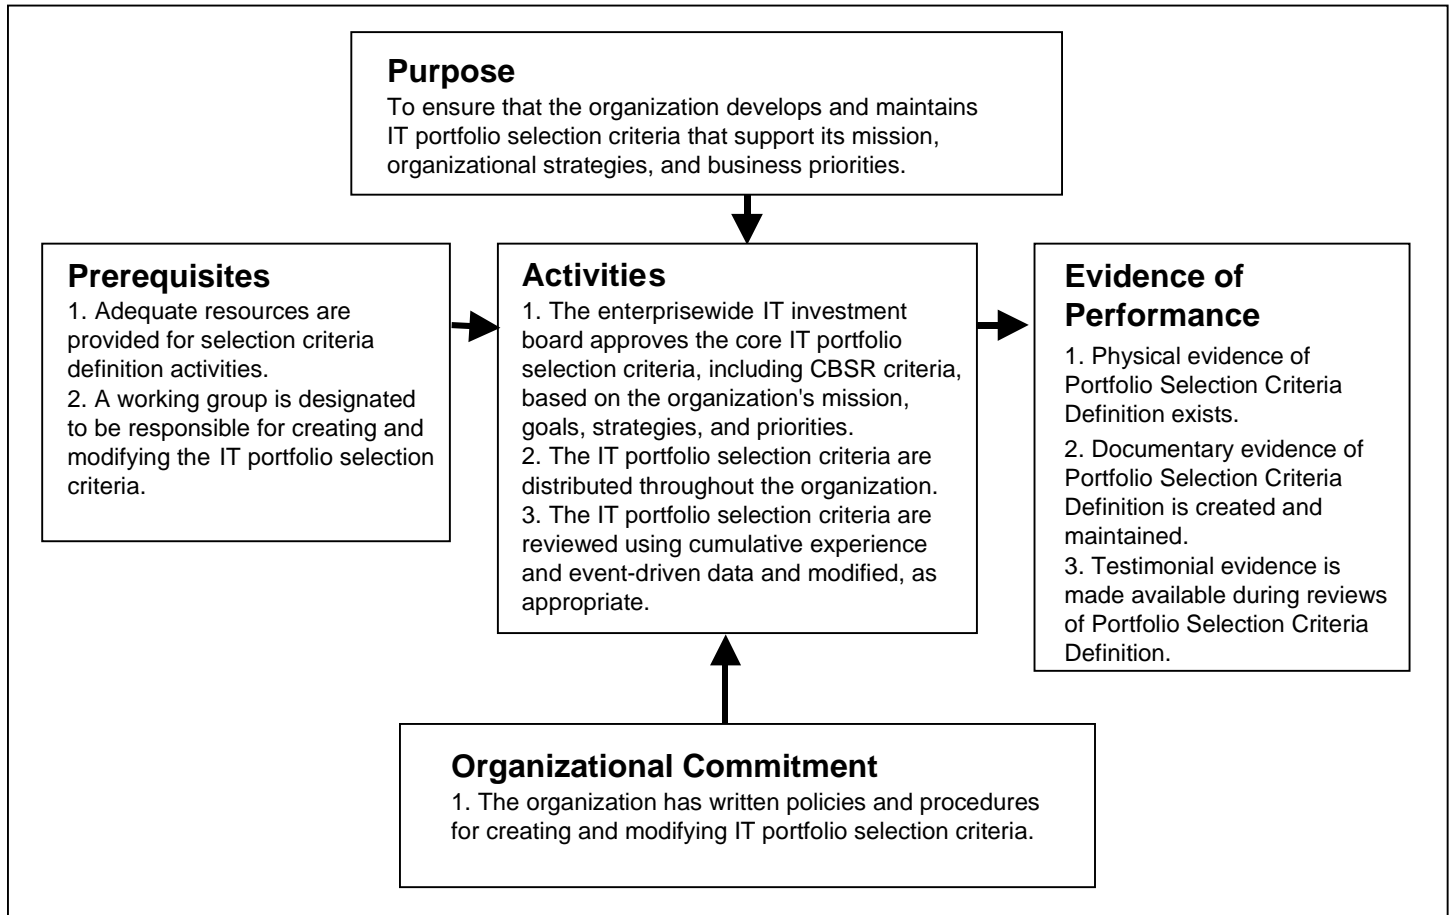 Purpose
To ensure that the organization develops and maintains
IT portfolio selection criteria that support its mission,
organizational strategies, and business priorities.
Prerequisites
1. Adequate resources are
provided for selection criteria
definition activities.
2. A working group is designated
to be responsible for creating and
modifying the IT portfolio selection
criteria.
Activities
1. The enterprisewide IT investment
board approves the core IT portfolio
selection criteria, including CBSR criteria,
based on the organization's mission,
goals, strategies, and priorities.
2. The IT portfolio selection criteria are
distributed throughout the organization.
3. The IT portfolio selection criteria are
reviewed using cumulative experience
and event-driven data and modified, as
appropriate.
Evidence of
Performance
1. Physical evidence of
Portfolio Selection Criteria
Definition exists.
2. Documentary evidence of
Portfolio Selection Criteria
Definition is created and
maintained.
3. Testimonial evidence is
made available during reviews
of Portfolio Selection Criteria
Definition.
Organizational Commitment
1. The organization has written policies and procedures
for creating and modifying IT portfolio selection criteria.